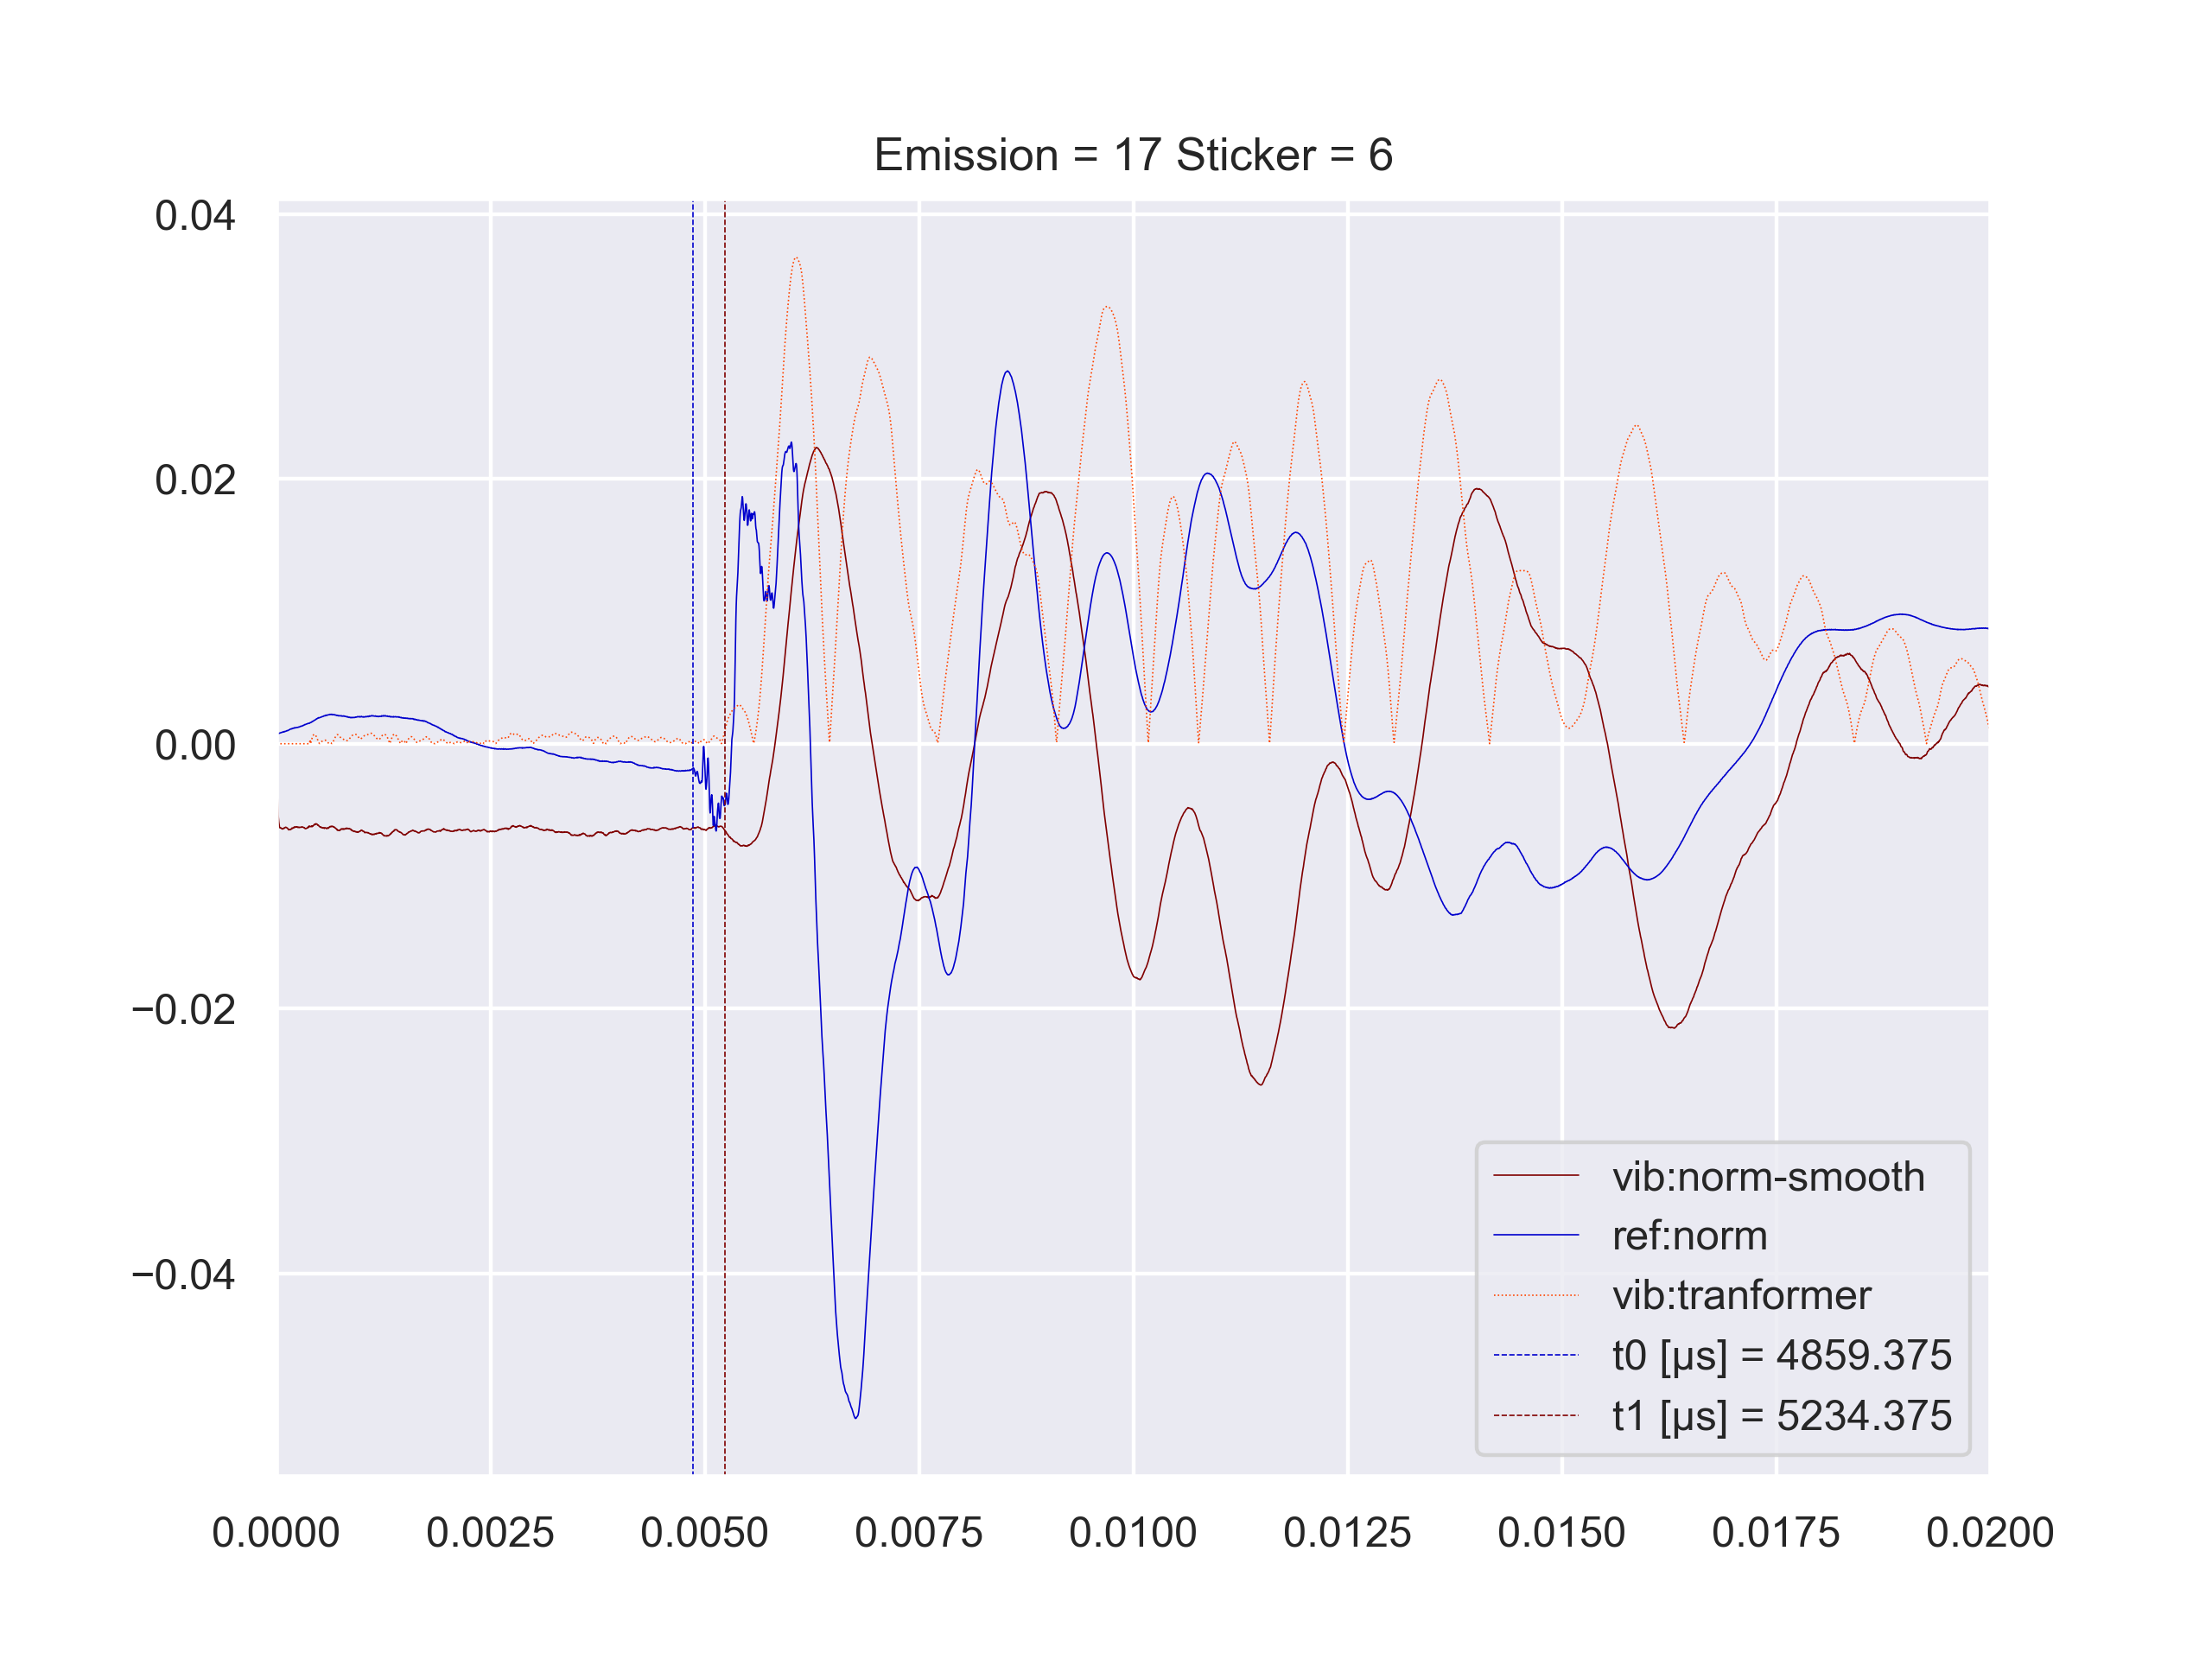 Emission = 17 Sticker = 6
0.04
0.02
0.00
−0.02
−0.04
vib:norm-smooth
ref:norm
vib:tranformer
t0 [µs] = 4859.375
t1 [µs] = 5234.375
0.0000 0.0025 0.0050 0.0075 0.0100 0.0125 0.0150 0.0175 0.0200